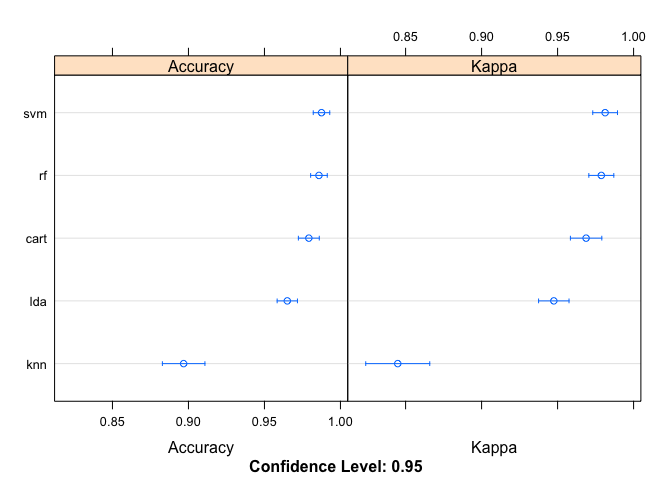 0.85 0.90 0.95 1.00
Accuracy Kappa
svm
rf
cart
lda
knn
0.85 0.90 0.95 1.00
Accuracy Kappa
Confidence Level: 0.95